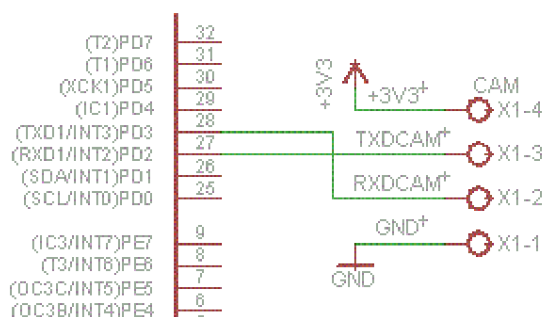 (T2)PD7 32
(T1)PD6 31
(XCK1)PD5 30
(IC1)PD4 29
(TXD1/INT3)PD3 28
(RXD1/INT2)PD2 27
(SDA/INT1)PD1 26
(SCL/INT0)PD0 25
(IC3/INT7)PE7 9
(T3/INT6)PE6 8
(OC3C/INT5)PE5 7
(OC3B/INT4)PE4 6
+3V3
+3V3+
CAM
X1-4
TXDCAM+
X1-3
RXDCAM+
X1-2
GND+
X1-1
GND